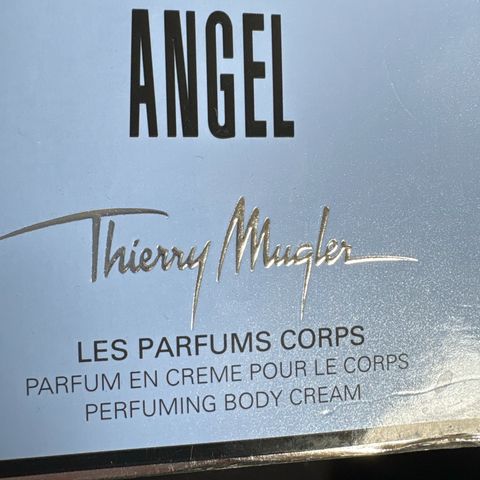 ANGEL
Thierry Mugler
LES PARFUMS CORPS
PARFUM EN CREME POUR LE CORPS
PERFUMING BODY CREAM